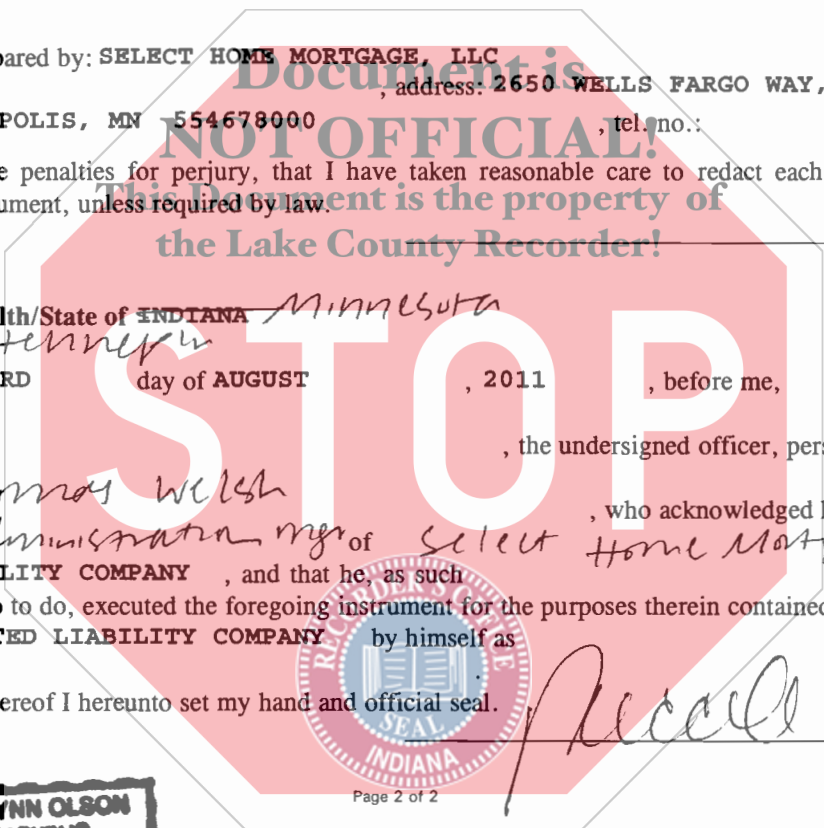 pared by: SELECT HOME MORTGAGE, LLC
Document is
, address: 2650 WELLS FARGO WAY,
POLIS, MN 554678000 , tel. no.:
NOT OFFICIAL!
e penalties for perjury, that I have taken reasonable care to redact each
This Document is the property of
ument, unless required by law.
the Lake County Recorder!
lth/State of INDIANA Minnesota
Hennepin
RD day of AUGUST , 2011 , before me,
STOP
, the undersigned officer, pers
omas Welsh
, who acknowledged
ministration Mgr of Select Home Mort
LITY COMPANY , and that he, as such
to do, executed the foregoing instrument for the purposes therein contained
TED LIABILITY COMPANY by himself as
.
ereof I hereunto set my hand and official seal.
RECORDER'S OFFICE
SEAL
INDIANA
Page 2 of 2
YNN OLSON